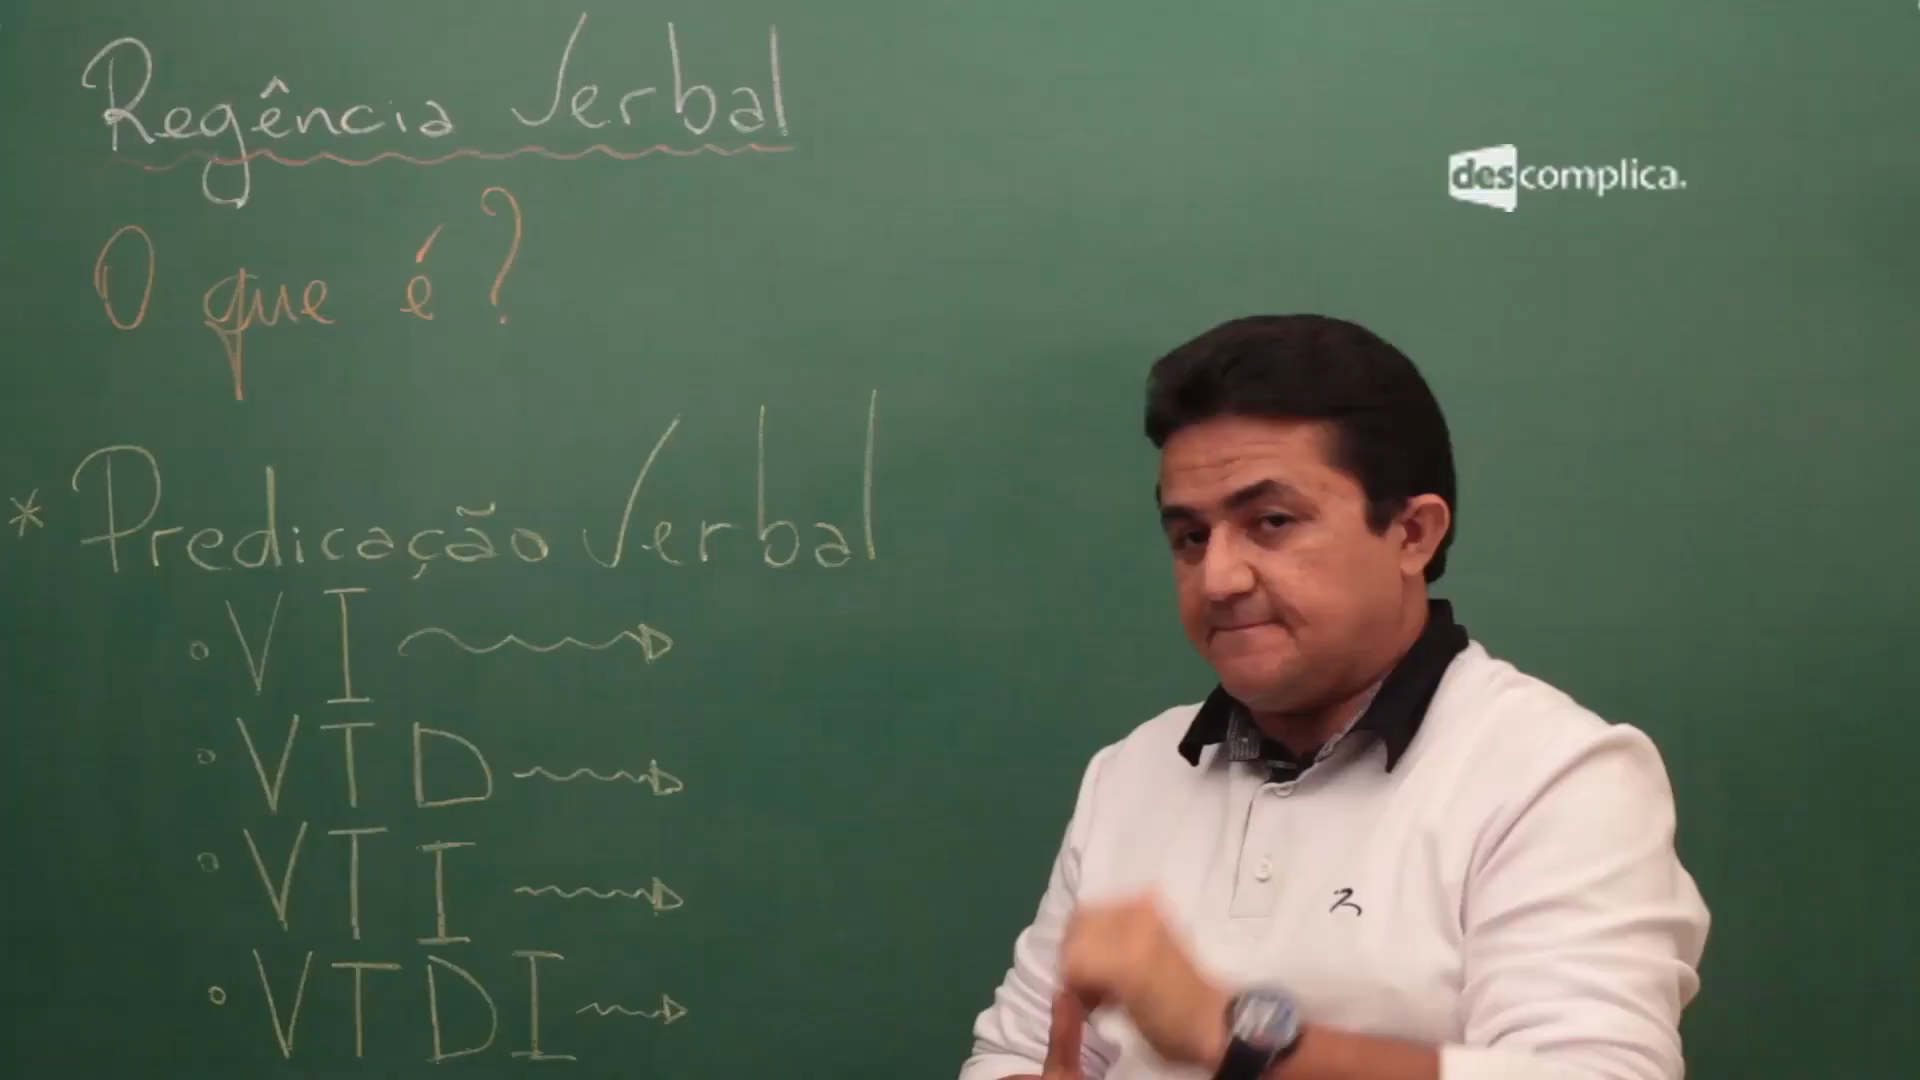 Regência Verbal
O que é?
* Predicação Verbal
VI
VTD
VTI
VTDI
descomplica.